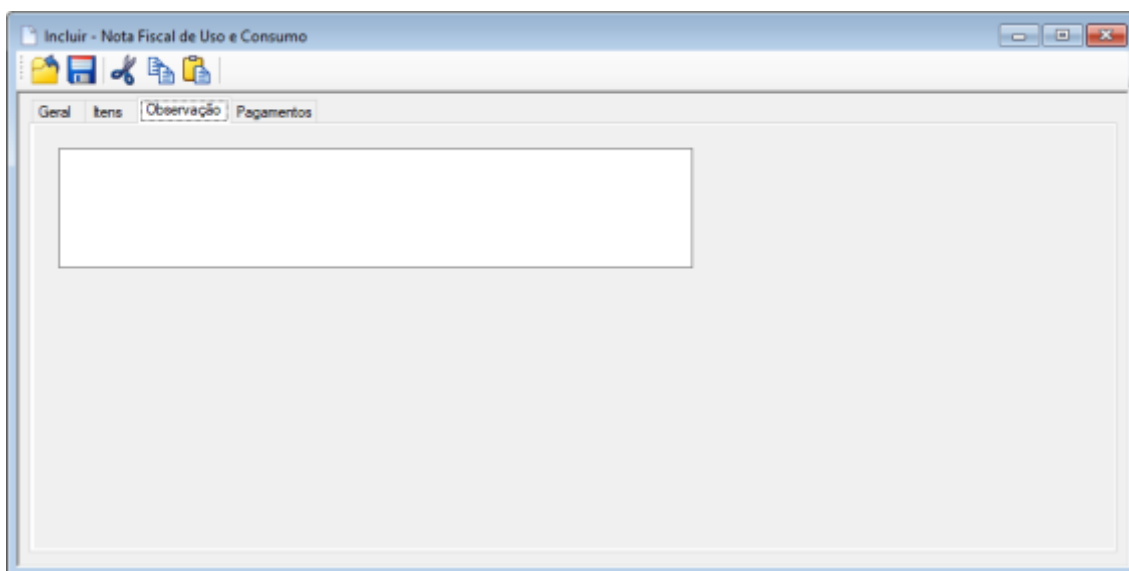 Incluir - Nota Fiscal de Uso e Consumo
Geral Itens Observação Pagamentos